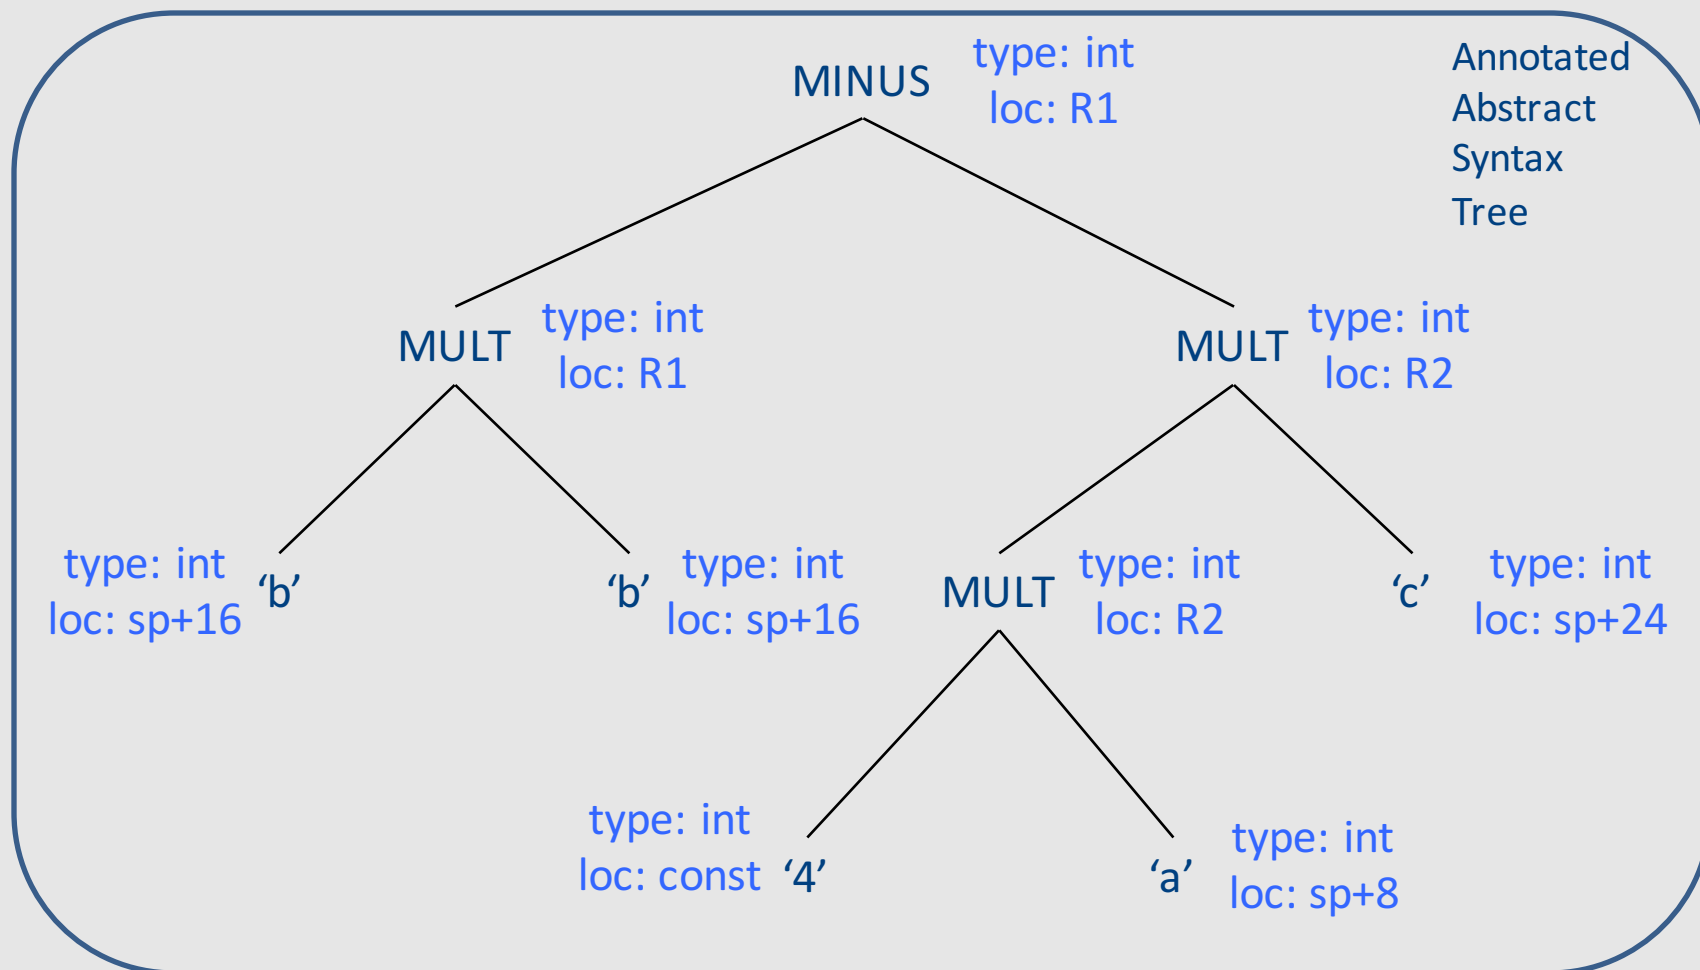 Annotated
Abstract
Syntax
Tree
MINUS
type: int
loc: R1
MULT
type: int
loc: R1
MULT
type: int
loc: R2
type: int
loc: sp+16
‘b’
‘b’
type: int
loc: sp+16
MULT
type: int
loc: R2
‘c’
type: int
loc: sp+24
type: int
loc: const
‘4’
‘a’
type: int
loc: sp+8